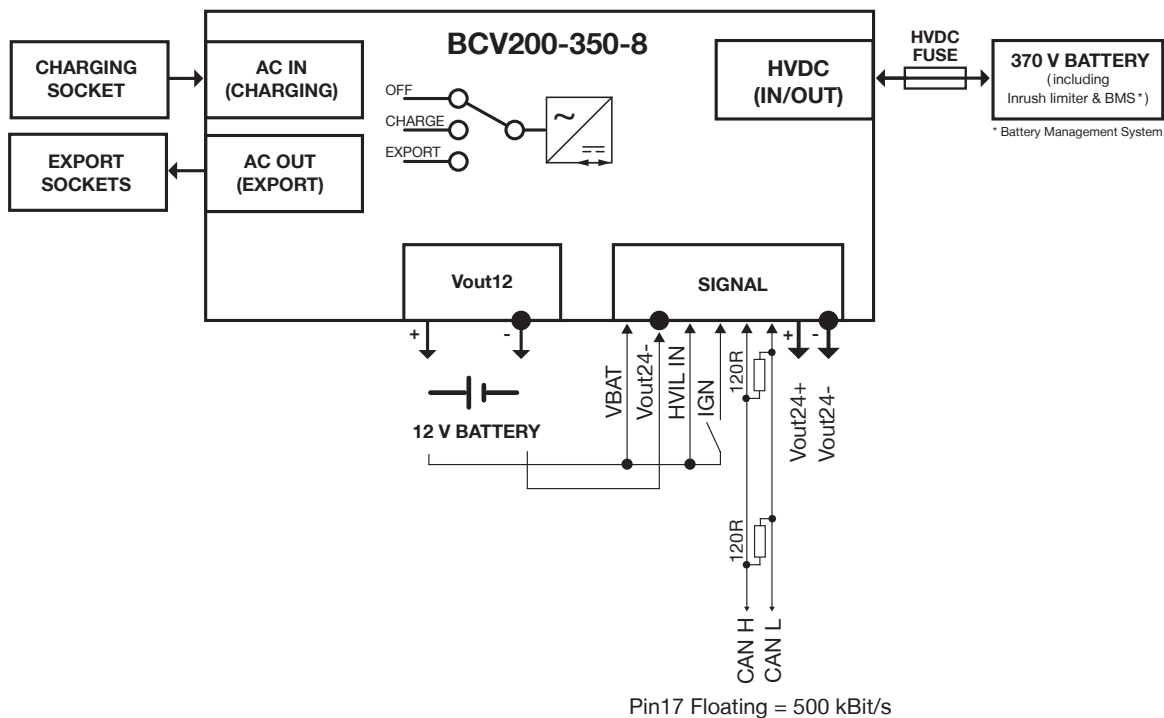 BCV200-350-8
CHARGING
SOCKET
AC IN
(CHARGING)
EXPORT
SOCKETS
AC OUT
(EXPORT)
OFF
CHARGE
EXPORT
~
HVDC
(IN/OUT)
HVDC
FUSE
370 V BATTERY
(including
Inrush limiter & BMS*)
* Battery Management System
Vout12
SIGNAL
+
-
+
-
12 V BATTERY
VBAT
Vout24-
HVIL IN
IGN
120R
Vout24+
Vout24-
120R
CAN H
CAN L
Pin17 Floating = 500 kBit/s